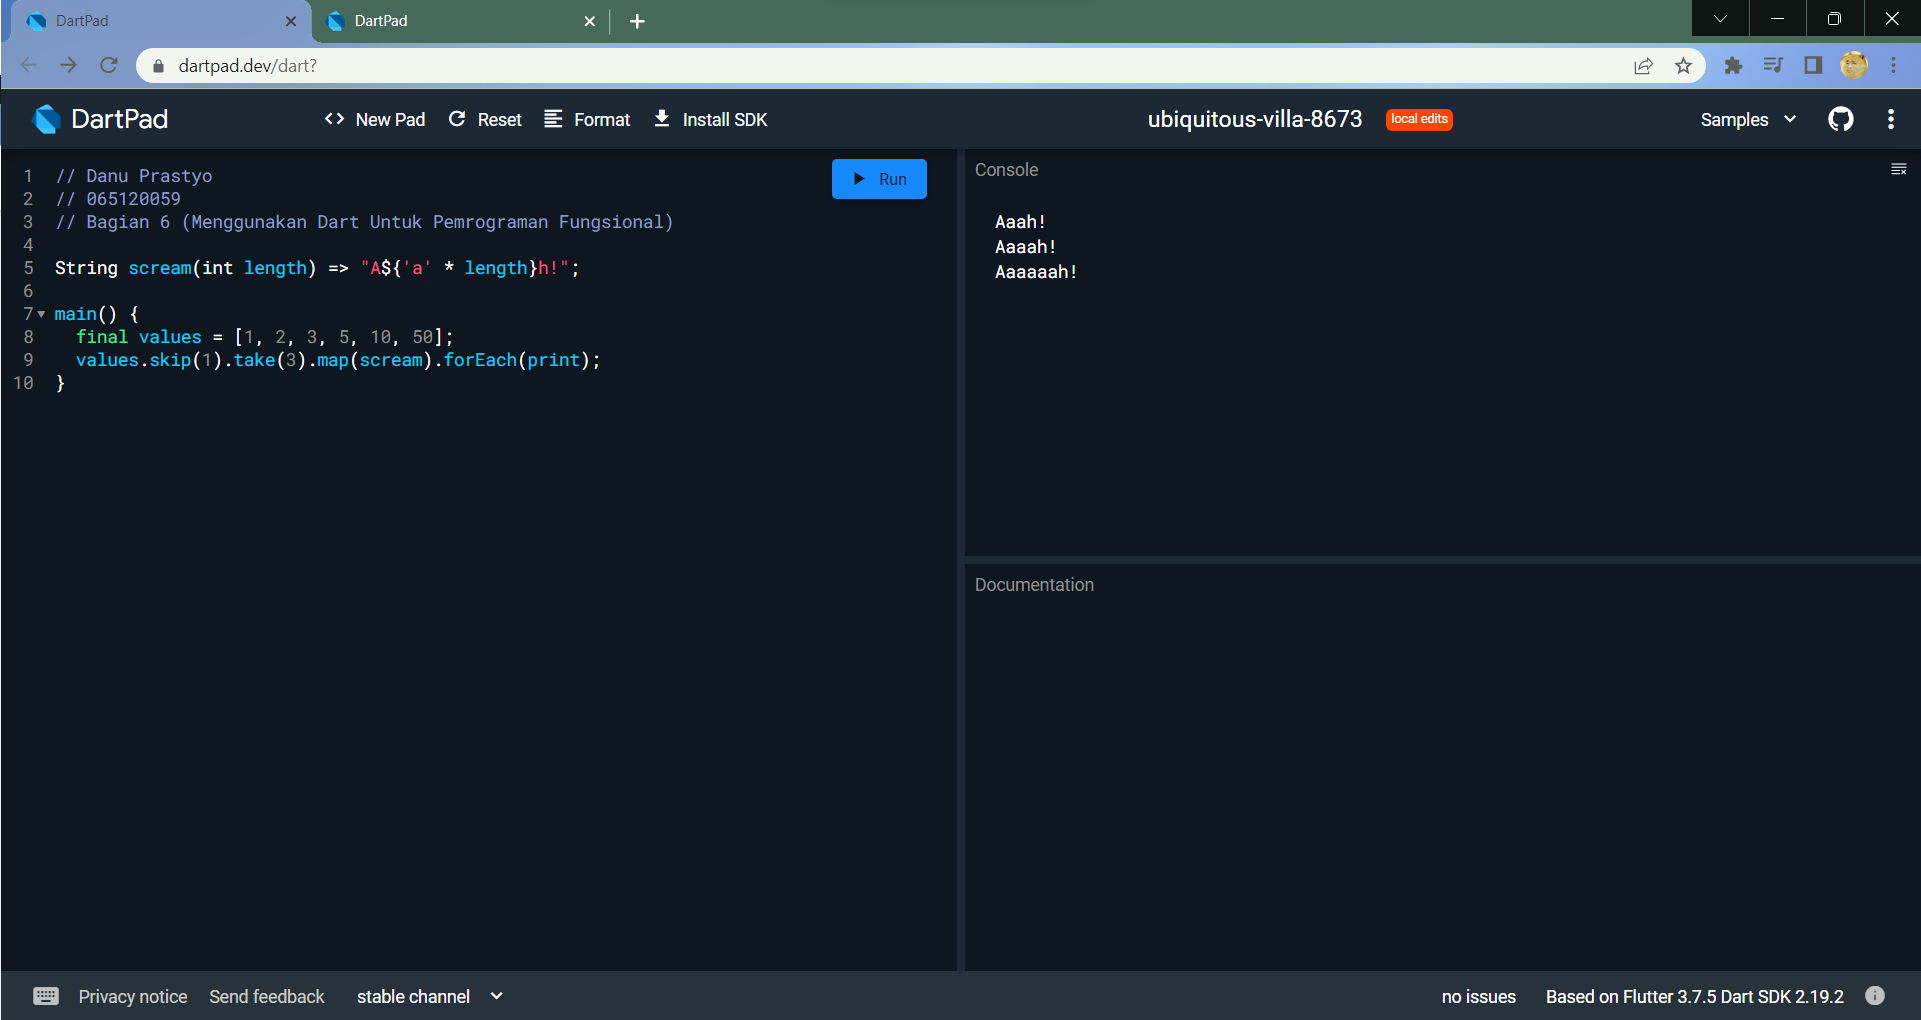 DartPad
DartPad
dartpad.dev/dart?
DartPad
<> New Pad Reset Format Install SDK
ubiquitous-villa-8673 local edits
Samples
1 // Danu Prastyo
2 // 065120059
3 // Bagian 6 (Menggunakan Dart Untuk Pemrograman Fungsional)
4
5 String scream(int length) => "A${'a' * length}h!";
6
7 main() {
8   final values = [1, 2, 3, 5, 10, 50];
9   values.skip(1).take(3).map(scream).forEach(print);
10 }
Run
Console
Aaah!
Aaaah!
Aaaaaah!
Documentation
Privacy notice Send feedback stable channel
no issues Based on Flutter 3.7.5 Dart SDK 2.19.2